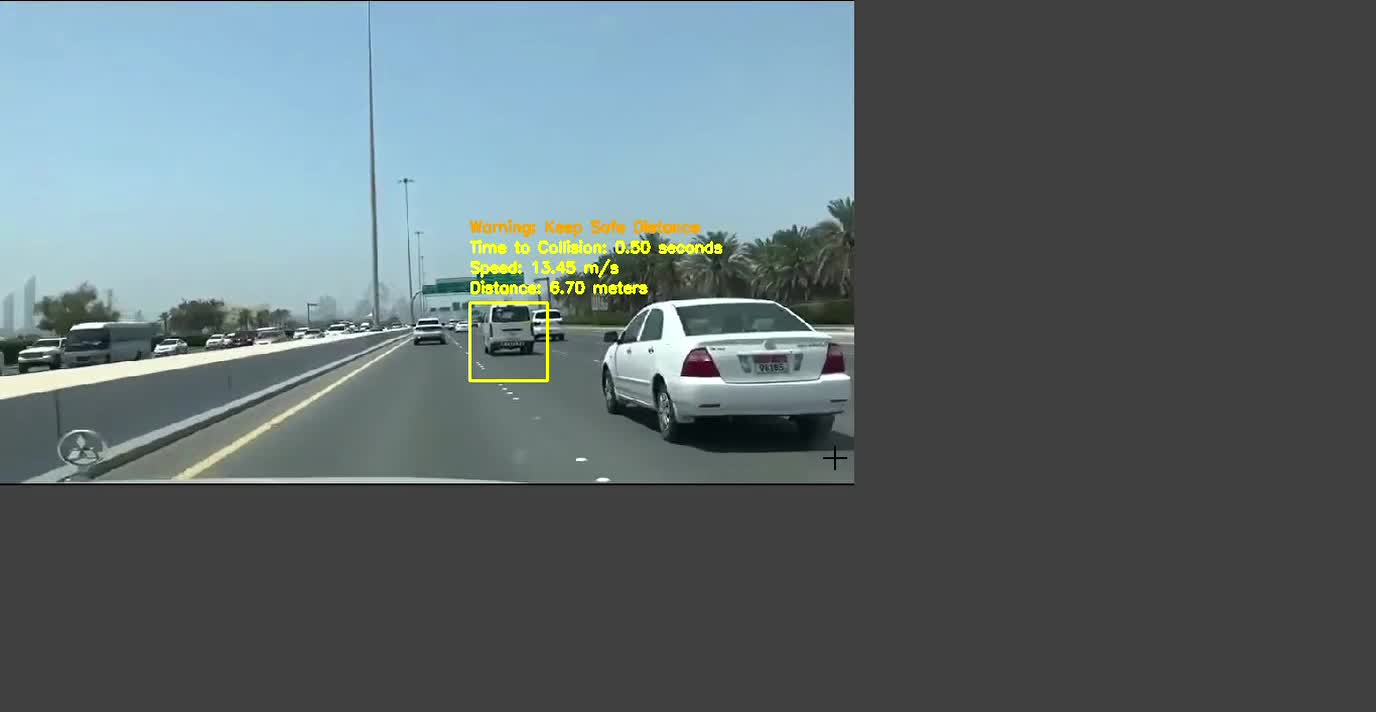 Warning: Keep Safe Distance
Time to Collision: 0.50 seconds
Speed: 13.45 m/s
Distance: 6.70 meters